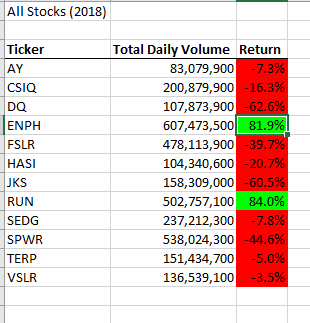 All Stocks (2018)
Ticker Total Daily Volume Return
AY 83,079,900 -7.3%
CSIQ 200,879,900 -16.3%
DQ 107,873,900 -62.6%
ENPH 607,473,500 81.9%
FSLR 478,113,900 -39.7%
HASI 104,340,600 -20.7%
JKS 158,309,000 -60.5%
RUN 502,757,100 84.0%
SEDG 237,212,300 -7.8%
SPWR 538,024,300 -44.6%
TERP 151,434,700 -5.0%
VSLR 136,539,100 -3.5%